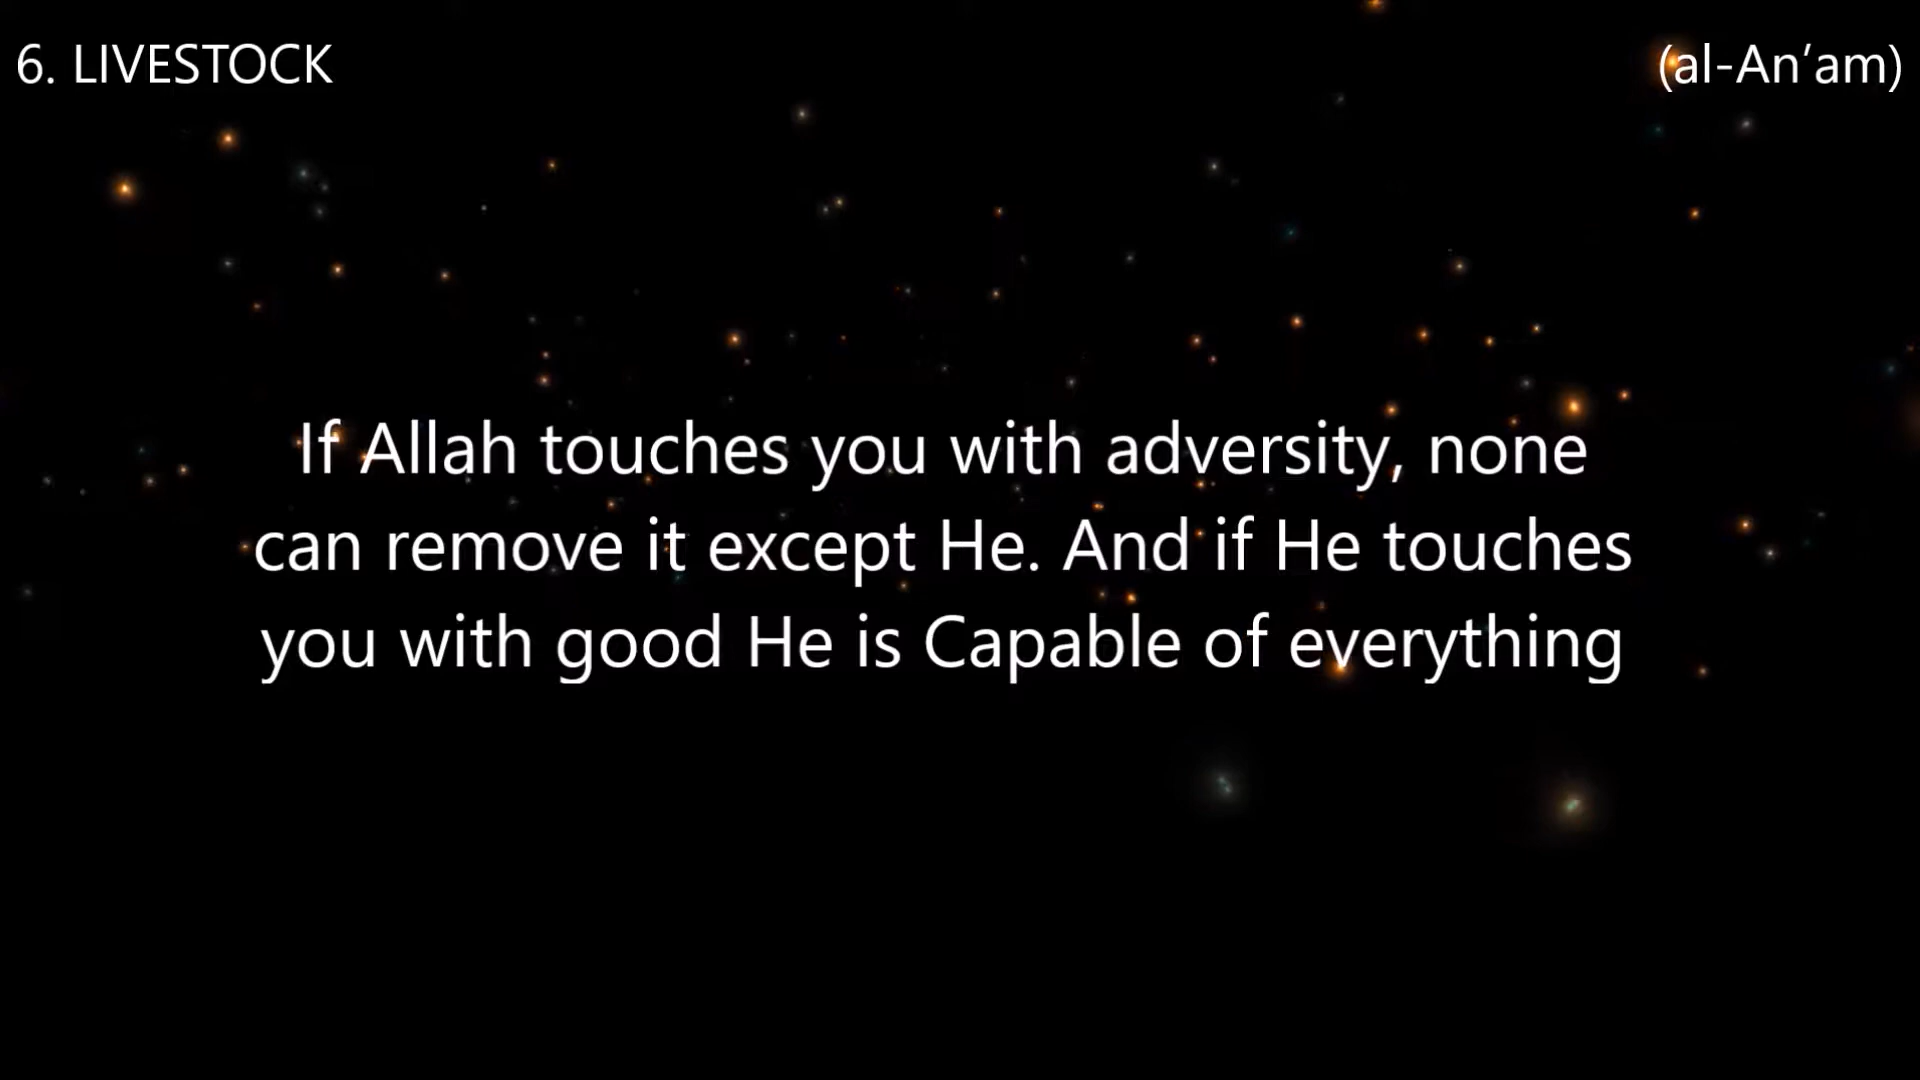 6. LIVESTOCK
(al-An’am)
If Allah touches you with adversity, none
can remove it except He. And if He touches
you with good He is Capable of everything